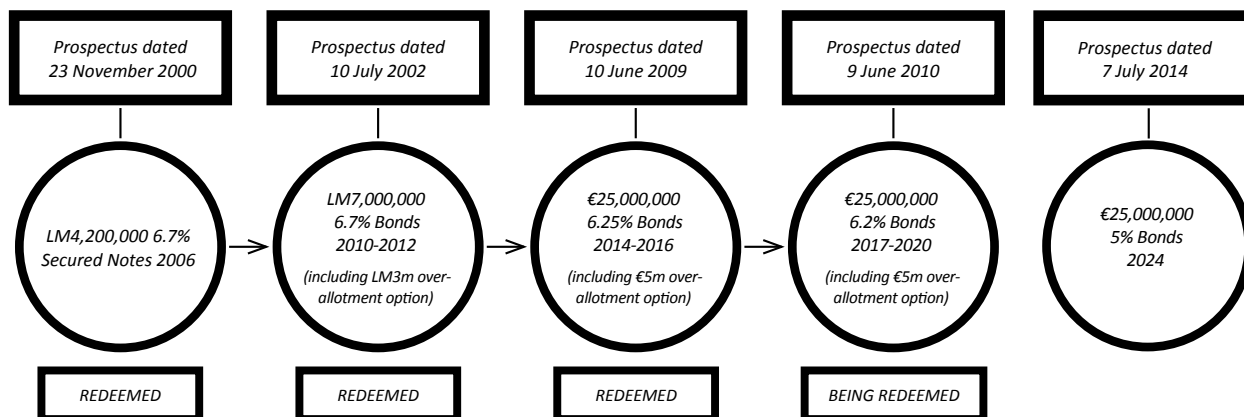 Prospectus dated
23 November 2000
Prospectus dated
10 July 2002
Prospectus dated
10 June 2009
Prospectus dated
9 June 2010
Prospectus dated
7 July 2014
LM4,200,000 6.7%
Secured Notes 2006
LM7,000,000
6.7% Bonds
2010-2012
(including LM3m over-
allotment option)
€25,000,000
6.25% Bonds
2014-2016
(including €5m over-
allotment option)
€25,000,000
6.2% Bonds
2017-2020
(including €5m over-
allotment option)
€25,000,000
5% Bonds
2024
REDEEMED
REDEEMED
REDEEMED
BEING REDEEMED